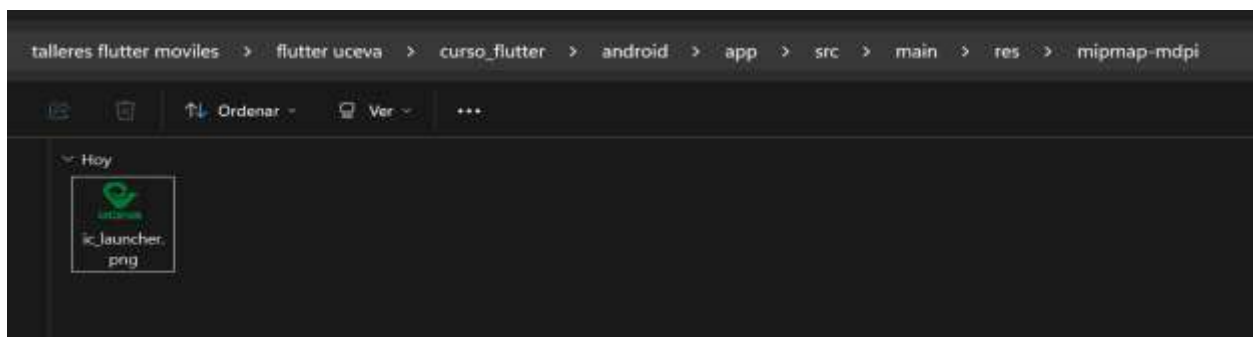 talleres flutter moviles > flutter uceva > curso_flutter > android > app > src > main > res > mipmap-mdpi
Ordenar Ver ...
Hoy
ic_launcher.
png